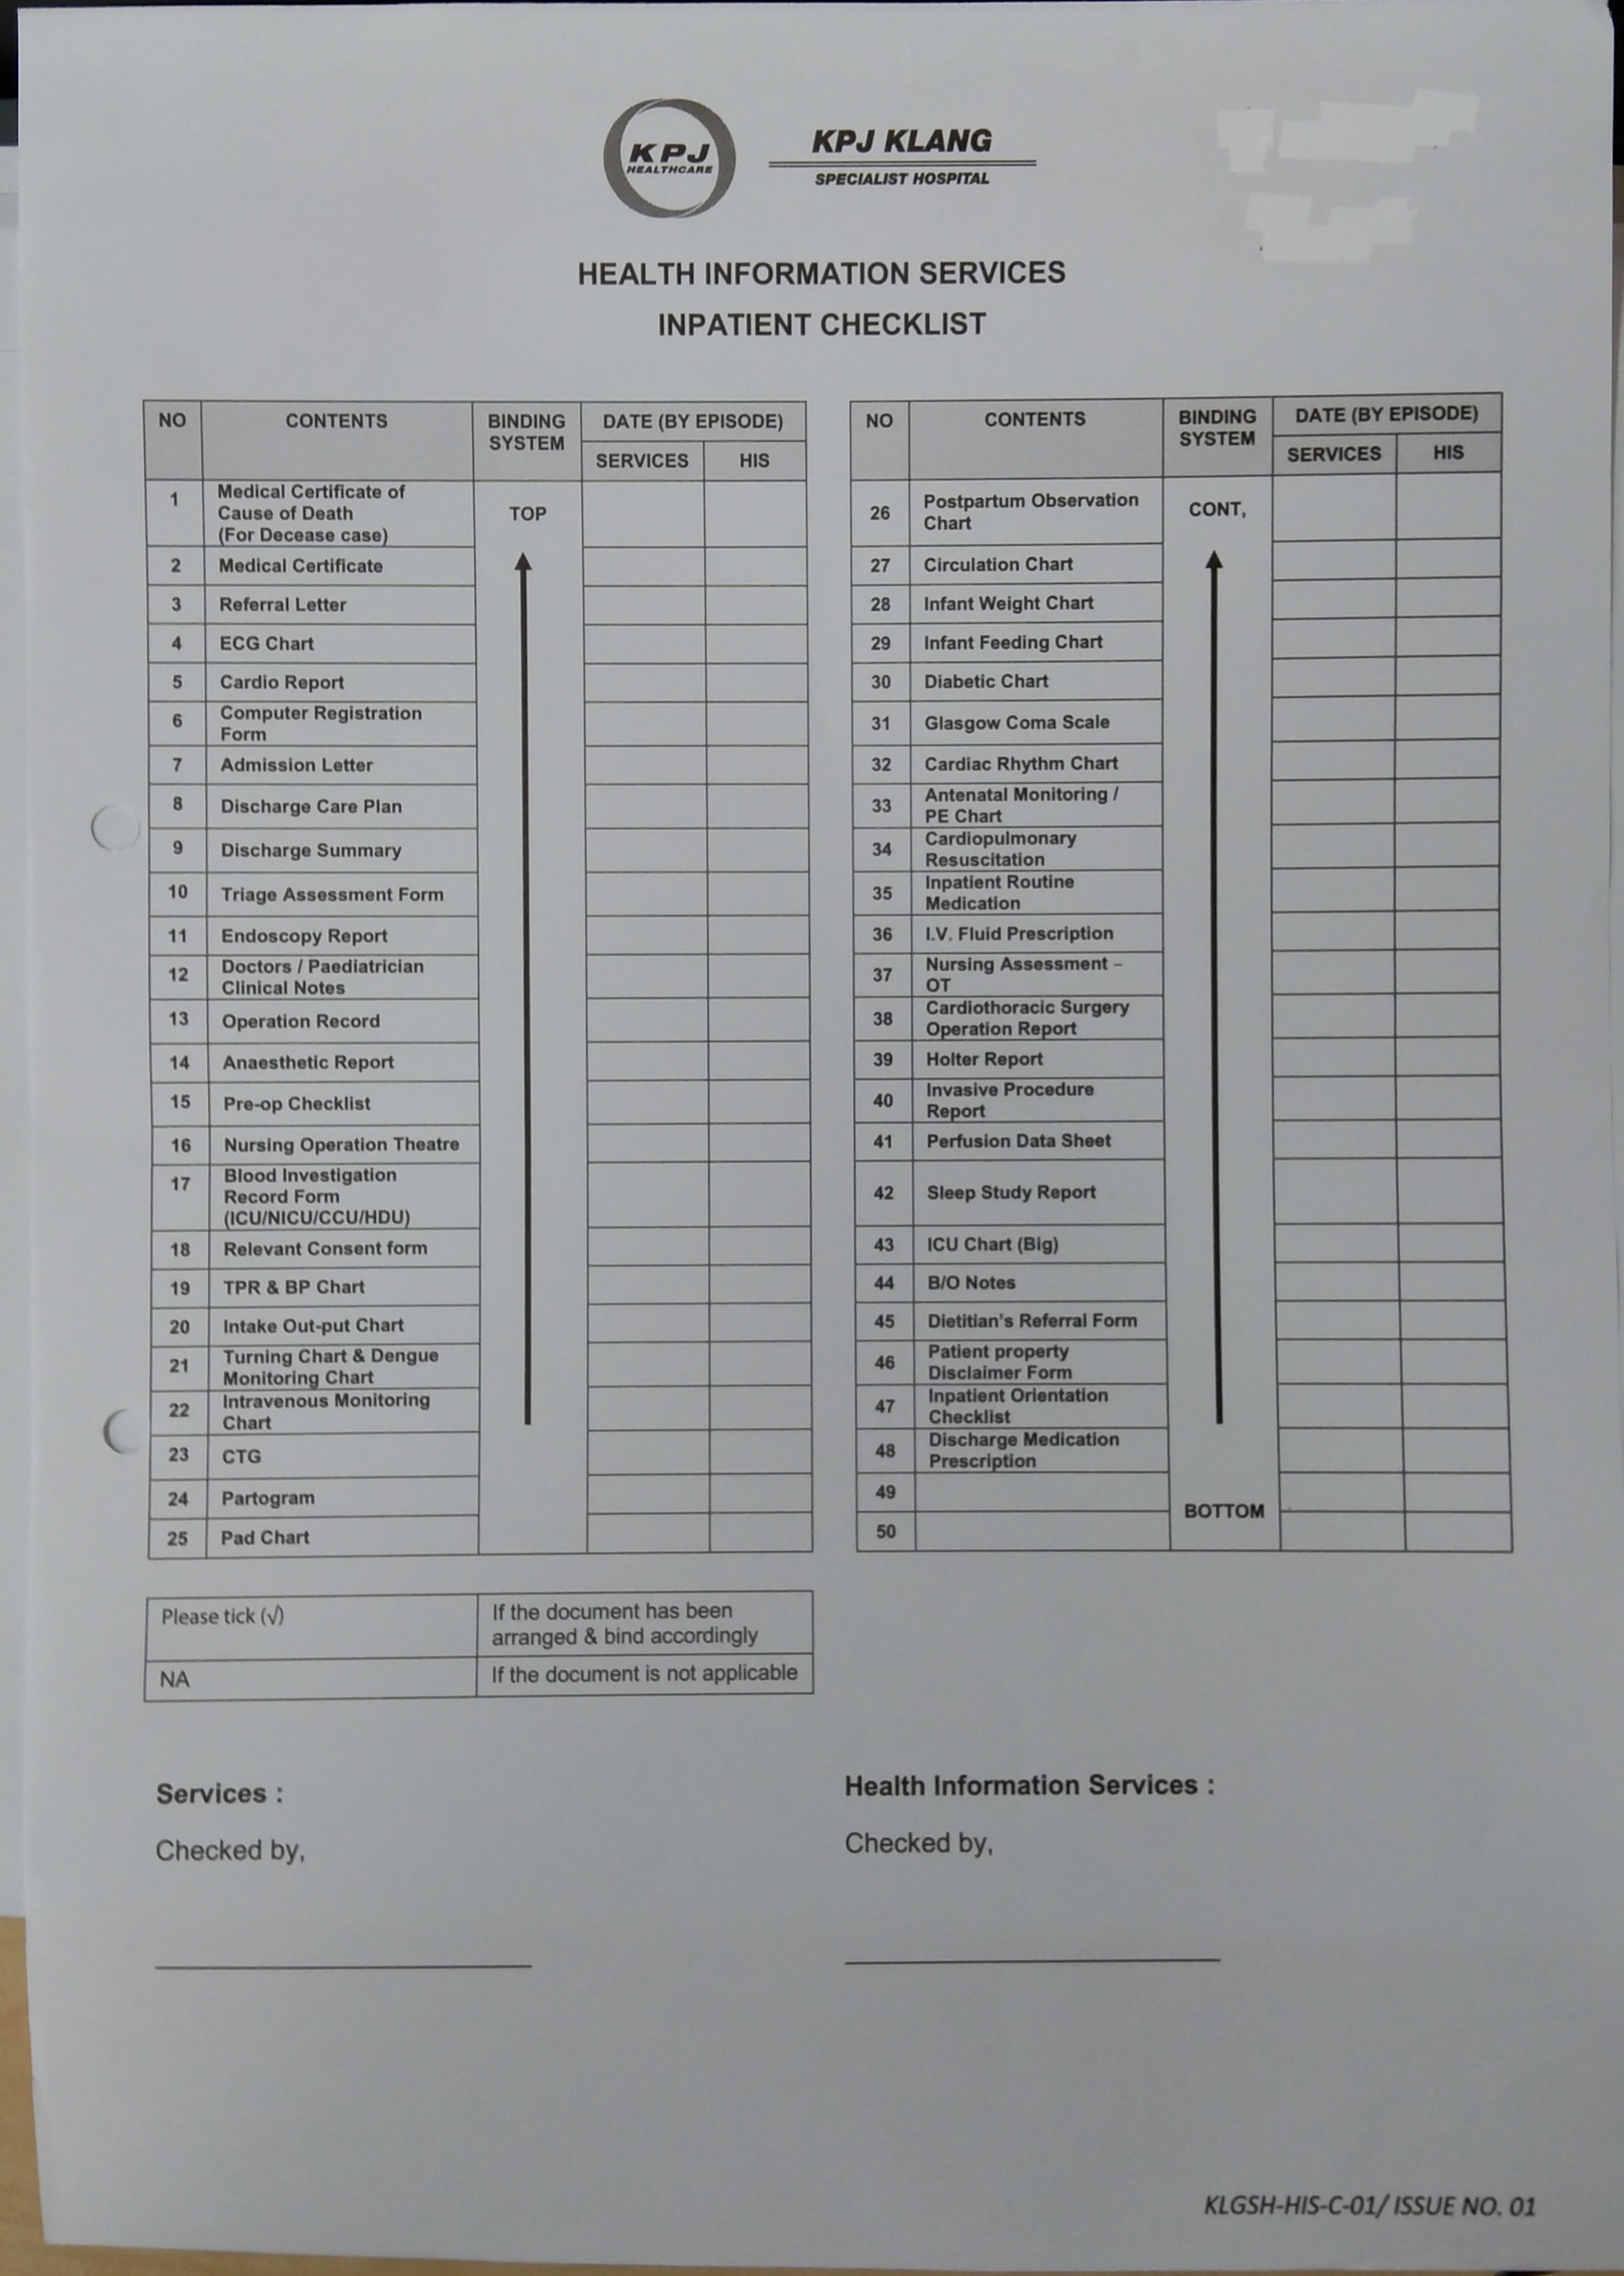 KPJ
HEALTHCARE
KPJ KLANG
SPECIALIST HOSPITAL
HEALTH INFORMATION SERVICES
INPATIENT CHECKLIST
NO CONTENTS BINDING SYSTEM DATE (BY EPISODE)
SERVICES HIS
1 Medical Certificate of
Cause of Death
(For Decease case)
TOP
2 Medical Certificate
3 Referral Letter
4 ECG Chart
5 Cardio Report
6 Computer Registration
Form
7 Admission Letter
8 Discharge Care Plan
9 Discharge Summary
10 Triage Assessment Form
11 Endoscopy Report
12 Doctors / Paediatrician
Clinical Notes
13 Operation Record
14 Anaesthetic Report
15 Pre-op Checklist
16 Nursing Operation Theatre
17 Blood Investigation
Record Form
(ICU/NICU/CCU/HDU)
18 Relevant Consent form
19 TPR & BP Chart
20 Intake Out-put Chart
21 Turning Chart & Dengue
Monitoring Chart
22 Intravenous Monitoring
Chart
23 CTG
24 Partogram
25 Pad Chart
NO CONTENTS BINDING SYSTEM DATE (BY EPISODE)
SERVICES HIS
26 Postpartum Observation
Chart
CONT,
27 Circulation Chart
28 Infant Weight Chart
29 Infant Feeding Chart
30 Diabetic Chart
31 Glasgow Coma Scale
32 Cardiac Rhythm Chart
33 Antenatal Monitoring /
PE Chart
34 Cardiopulmonary
Resuscitation
35 Inpatient Routine
Medication
36 I.V. Fluid Prescription
37 Nursing Assessment –
OT
38 Cardiothoracic Surgery
Operation Report
39 Holter Report
40 Invasive Procedure
Report
41 Perfusion Data Sheet
42 Sleep Study Report
43 ICU Chart (Big)
44 B/O Notes
45 Dietitian's Referral Form
46 Patient property
Disclaimer Form
47 Inpatient Orientation
Checklist
48 Discharge Medication
Prescription
49
BOTTOM
50
Please tick (√) If the document has been
arranged & bind accordingly
NA If the document is not applicable
Services :
Checked by,
Health Information Services :
Checked by,
KLGSH-HIS-C-01/ ISSUE NO. 01